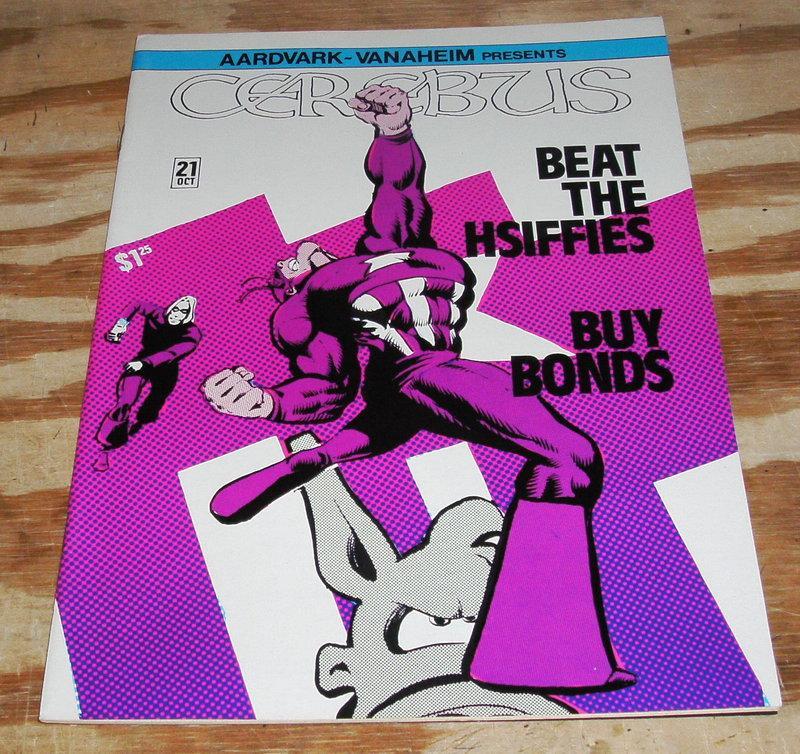 AARDVARK~VANAHEIM PRESENTS
CEREBUS
21
OCT
BEAT
THE
HSIFFIES
$1.25
BUY
BONDS